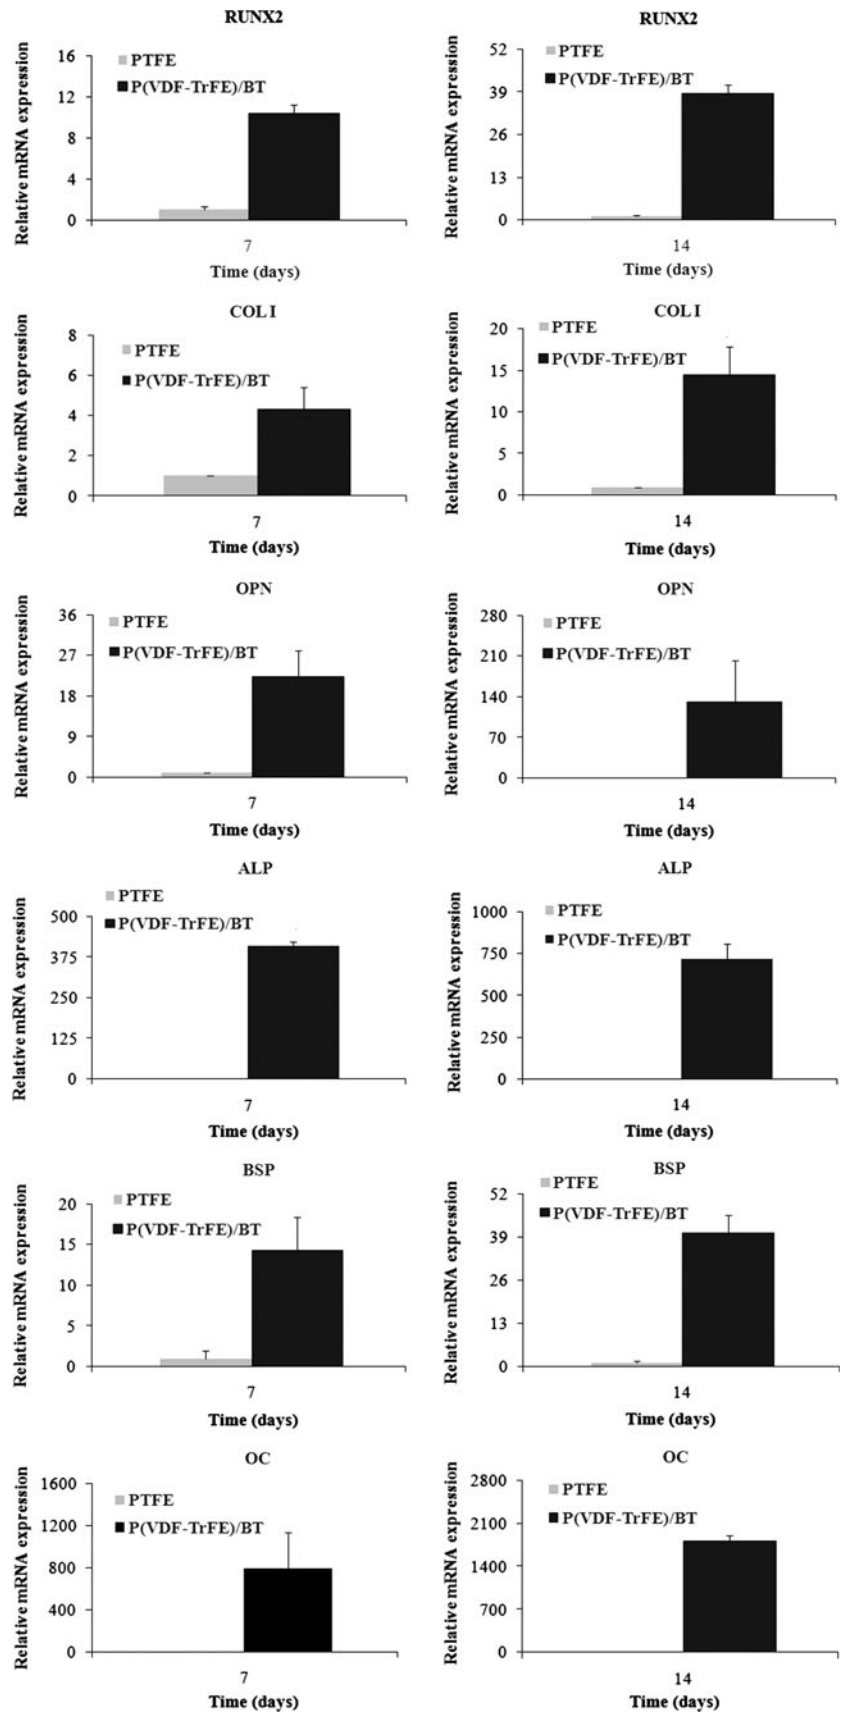 RUNX2
PTFE
P(VDF-TrFE)/BT
Relative mRNA expression
16
12
8
4
0
7
Time (days)
RUNX2
PTFE
P(VDF-TrFE)/BT
Relative mRNA expression
52
39
26
13
0
14
Time (days)
COL I
PTFE
P(VDF-TrFE)/BT
Relative mRNA expression
8
6
4
2
0
7
Time (days)
COL I
PTFE
P(VDF-TrFE)/BT
Relative mRNA expression
20
15
10
5
0
14
Time (days)
OPN
PTFE
P(VDF-TrFE)/BT
Relative mRNA expression
36
27
18
9
0
7
Time (days)
OPN
PTFE
P(VDF-TrFE)/BT
Relative mRNA expression
280
210
140
70
0
14
Time (days)
ALP
PTFE
P(VDF-TrFE)/BT
Relative mRNA expression
500
375
250
125
0
7
Time (days)
ALP
PTFE
P(VDF-TrFE)/BT
Relative mRNA expression
1000
750
500
250
0
14
Time (days)
BSP
PTFE
P(VDF-TrFE)/BT
Relative mRNA expression
20
15
10
5
0
7
Time (days)
BSP
PTFE
P(VDF-TrFE)/BT
Relative mRNA expression
52
39
26
13
0
14
Time (days)
OC
PTFE
P(VDF-TrFE)/BT
Relative mRNA expression
1600
1200
800
400
0
7
Time (days)
OC
PTFE
P(VDF-TrFE)/BT
Relative mRNA expression
2800
2100
1400
700
0
14
Time (days)